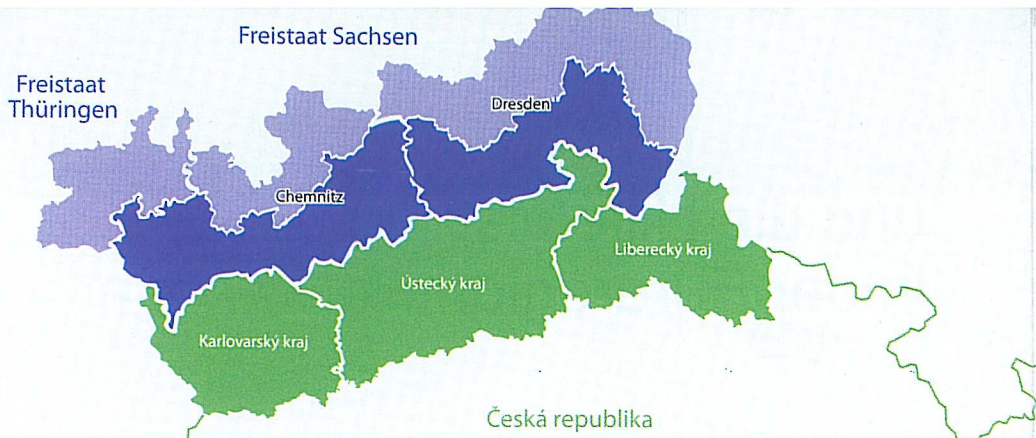 Freistaat Sachsen
Freistaat
Thüringen
Dresden
Chemnitz
Liberecký kraj
Ústecký kraj
Karlovarský kraj
Česká republika